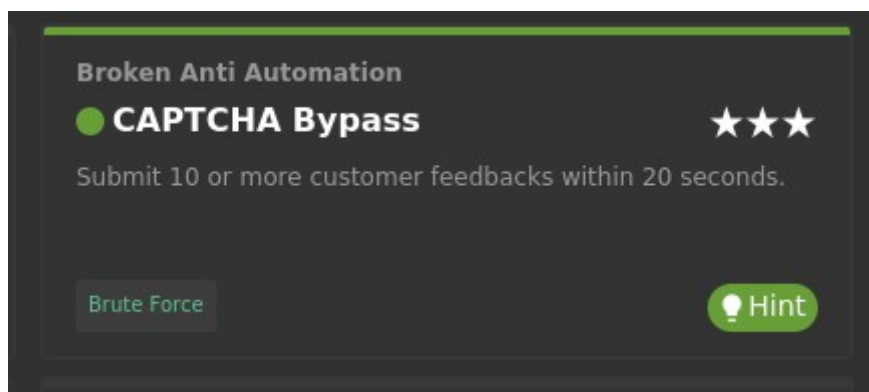 Broken Anti Automation
CAPTCHA Bypass
Submit 10 or more customer feedbacks within 20 seconds.
Brute Force
Hint